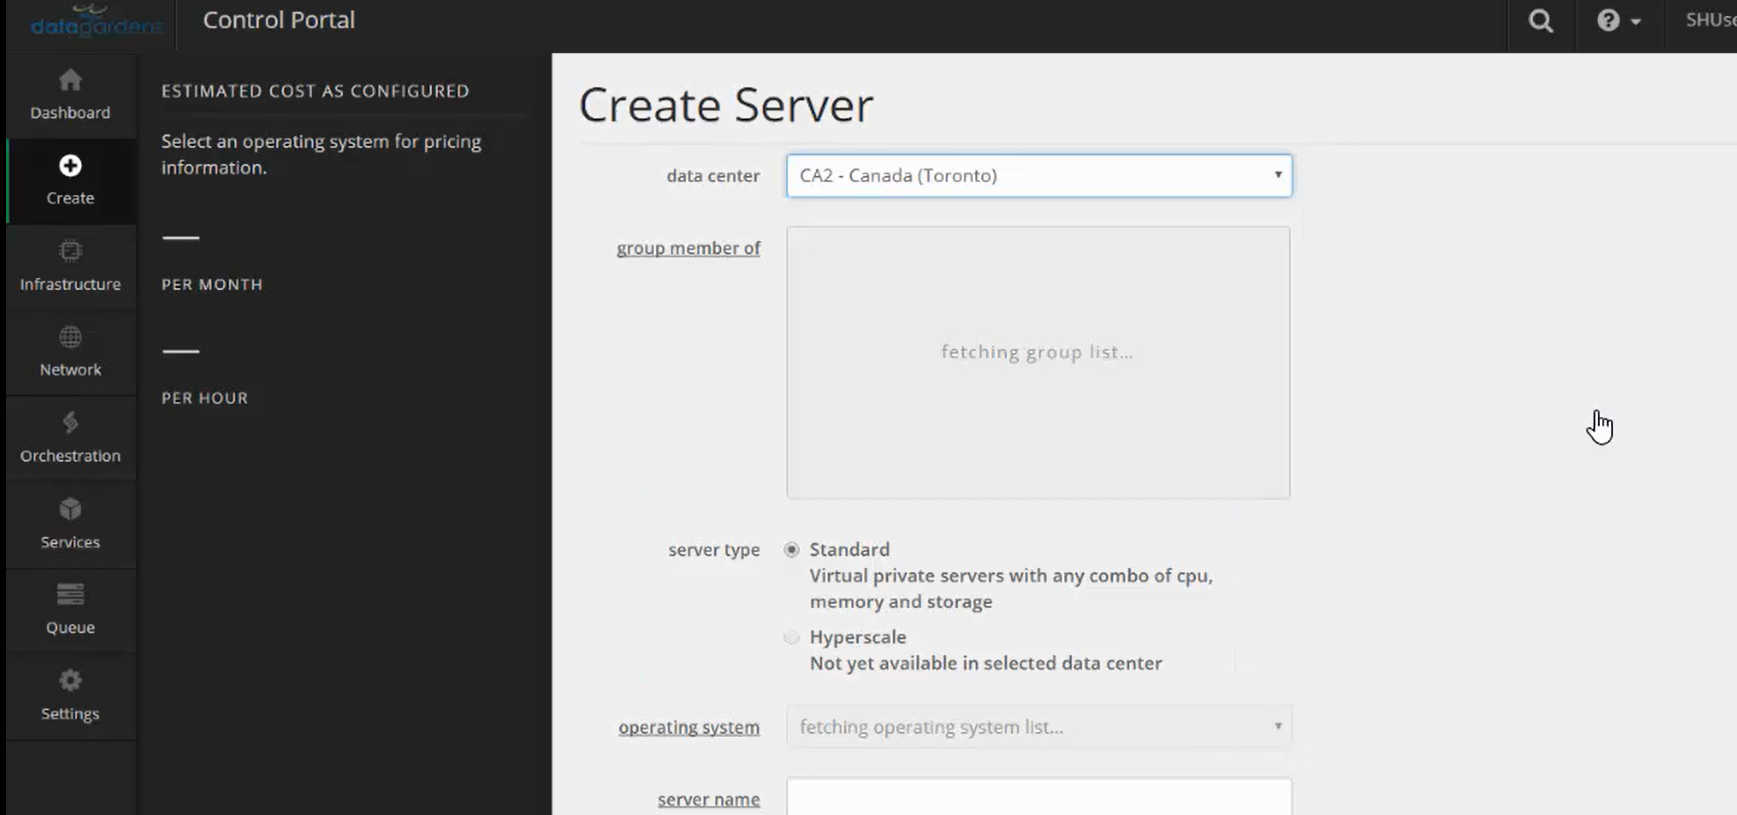 datagardens
Control Portal
SHUse
Dashboard
Create
Infrastructure
Network
Orchestration
Services
Queue
Settings
ESTIMATED COST AS CONFIGURED
Select an operating system for pricing
information.
PER MONTH
PER HOUR
Create Server
data center
CA2 - Canada (Toronto)
group member of
fetching group list...
server type
Standard
Virtual private servers with any combo of cpu,
memory and storage
Hyperscale
Not yet available in selected data center
operating system
fetching operating system list...
server name